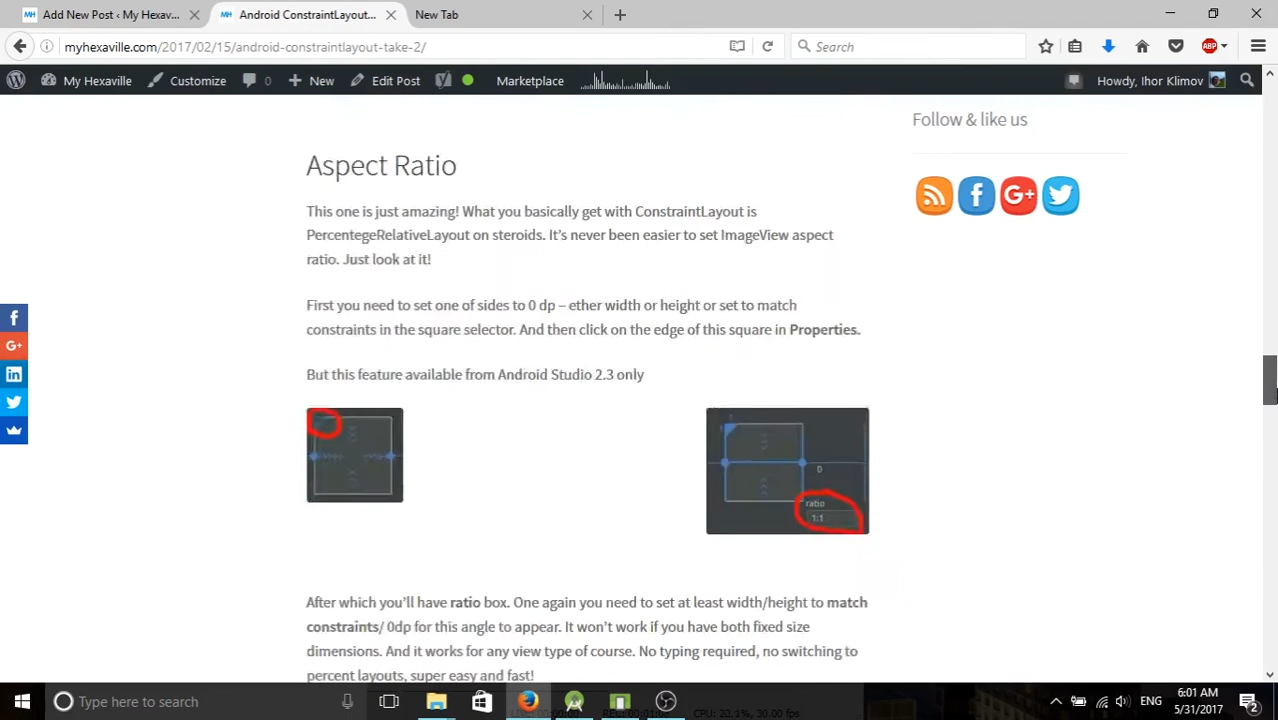 Add New Post ‹ My Hexav... Android ConstraintLayout... New Tab
myhexaville.com/2017/02/15/android-constraintlayout-take-2/ Search ABP
My Hexaville Customize 0 New Edit Post Marketplace Howdy, Ihor Klimov
Follow & like us
Aspect Ratio
This one is just amazing! What you basically get with ConstraintLayout is
PercentegeRelativeLayout on steroids. It's never been easier to set ImageView aspect
ratio. Just look at it!
First you need to set one of sides to 0 dp – ether width or height or set to match
constraints in the square selector. And then click on the edge of this square in Properties.
But this feature available from Android Studio 2.3 only
0
ratio
1:1
After which you'll have ratio box. One again you need to set at least width/height to match
constraints/ 0dp for this angle to appear. It won't work if you have both fixed size
dimensions. And it works for any view type of course. No typing required, no switching to
percent layouts, super easy and fast!
Type here to search ENG 6:01 AM
5/31/2017
CPU: 20.1%, 30.00 fps